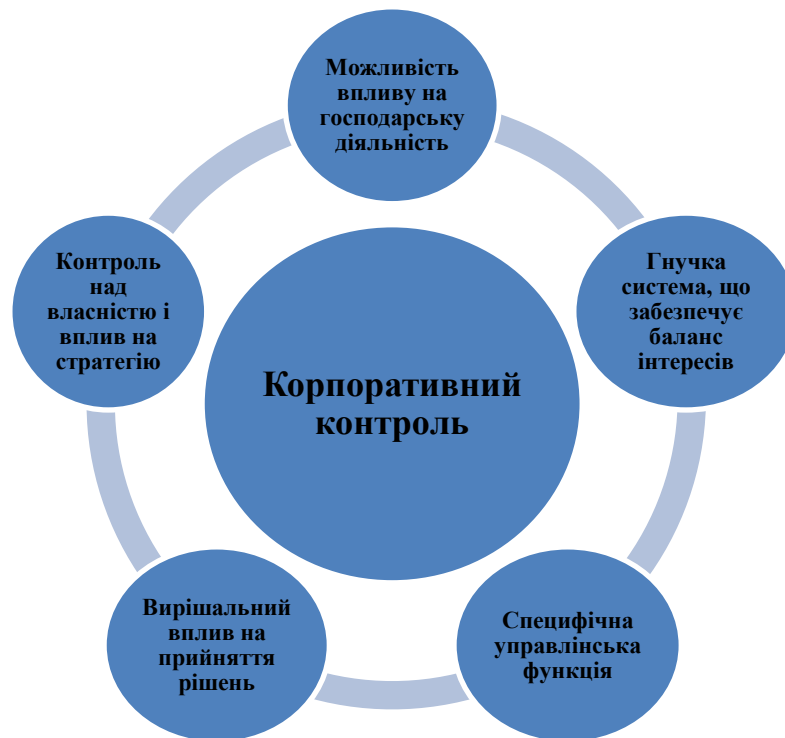 Можливість
впливу на
господарську
діяльність
Гнучка
система, що
забезпечує
баланс
інтересів
Специфічна
управлінська
функція
Вирішальний
вплив на
прийняття
рішень
Контроль
над
власністю і
вплив на
стратегію
Корпоративний
контроль